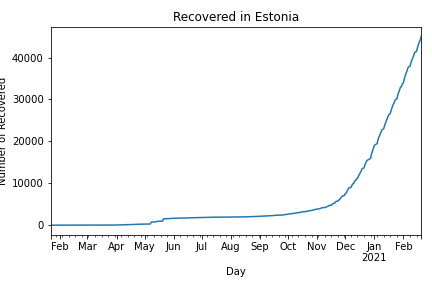 Recovered in Estonia
Number of Recovered
40000
30000
20000
10000
0
Feb Mar Apr May Jun Jul Aug Sep Oct Nov Dec Jan Feb
2021
Day